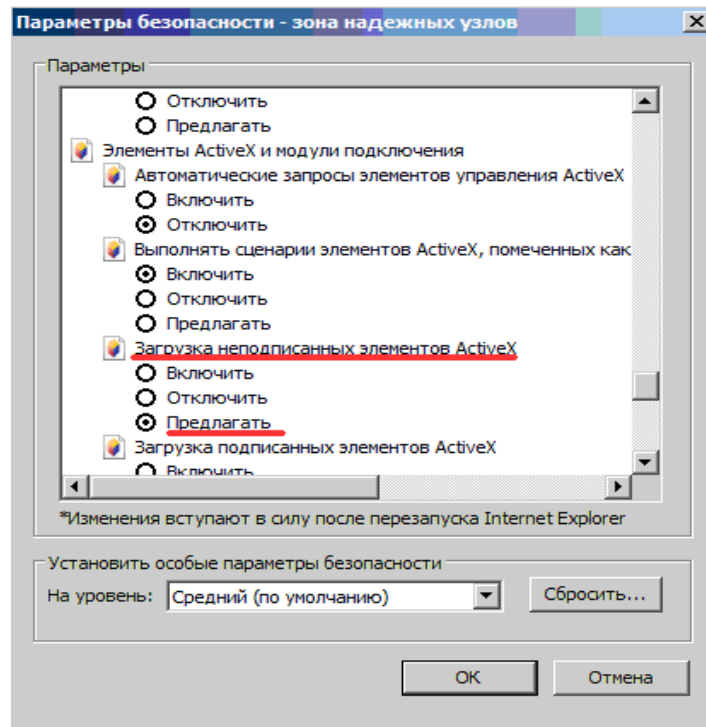 Параметры безопасности - зона надежных узлов
Параметры
Отключить
Предлагать
Элементы ActiveX и модули подключения
Автоматические запросы элементов управления ActiveX
Включить
Отключить
Выполнять сценарии элементов ActiveX, помеченных как
Включить
Отключить
Предлагать
Загрузка неподписанных элементов ActiveX
Включить
Отключить
Предлагать
Загрузка подписанных элементов ActiveX
Включить
*Изменения вступают в силу после перезапуска Internet Explorer
Установить особые параметры безопасности
На уровень: Средний (по умолчанию) Сбросить...
ОК Отмена